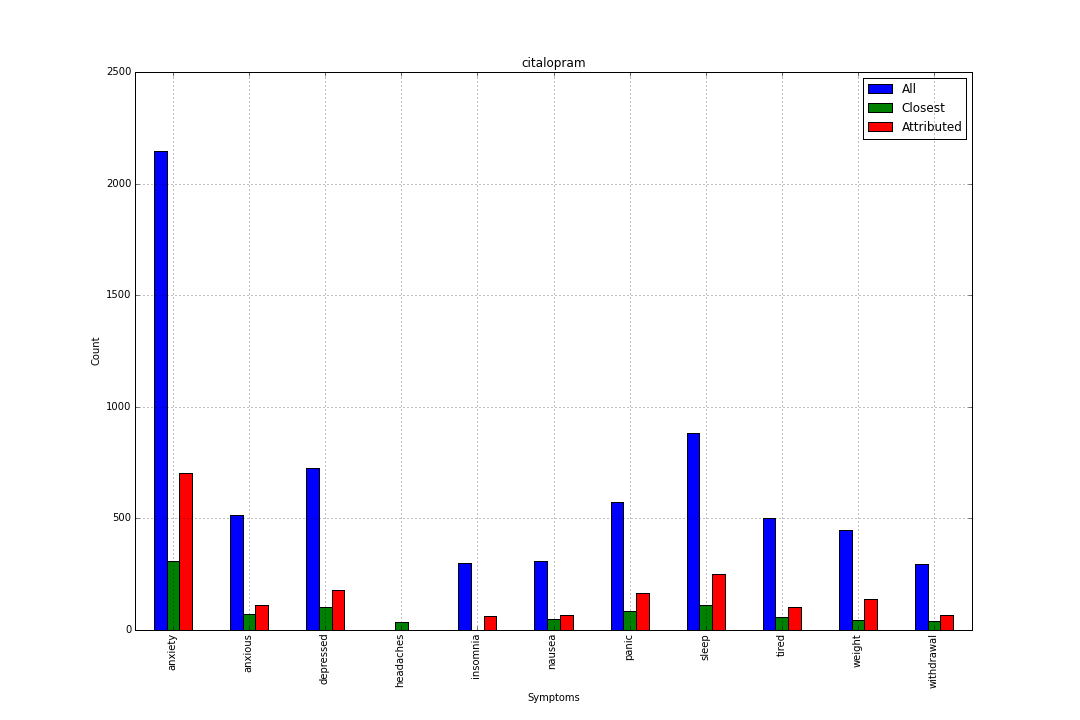 citalopram
2500
2000
1500
1000
500
0
Count
All
Closest
Attributed
anxiety
anxious
depressed
headaches
insomnia
nausea
panic
sleep
tired
weight
withdrawal
Symptoms